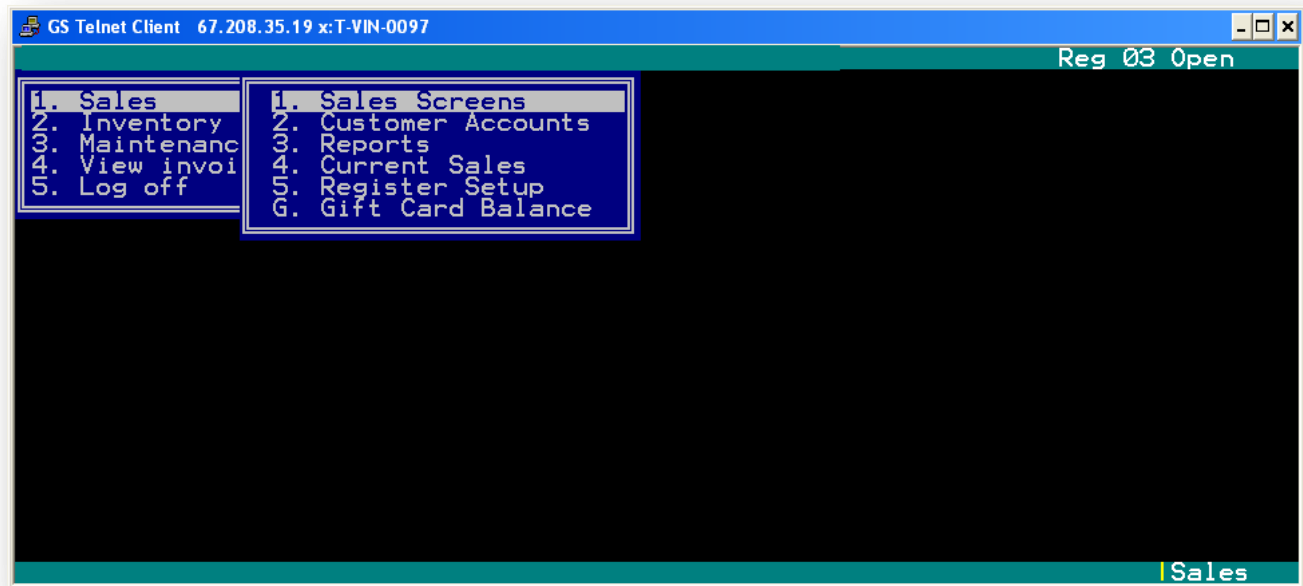 GS Telnet Client 67.208.35.19 x:T-VIN-0097
Reg 03 Open
1. Sales
2. Inventory
3. Maintenanc
4. View invoi
5. Log off
1. Sales Screens
2. Customer Accounts
3. Reports
4. Current Sales
5. Register Setup
G. Gift Card Balance
Sales